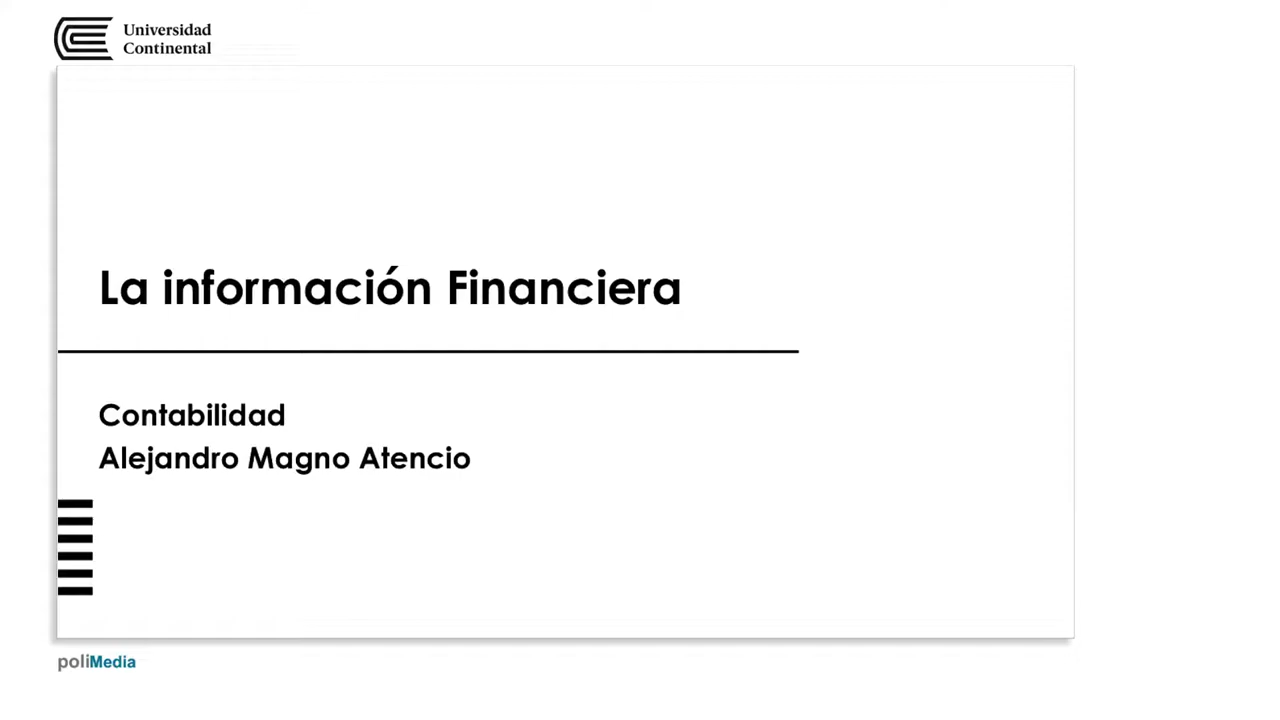 Universidad
Continental
La información Financiera
Contabilidad
Alejandro Magno Atencio
poliMedia